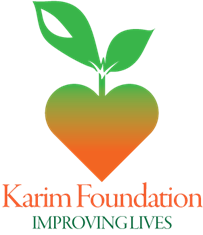 Karim Foundation
IMPROVING LIVES